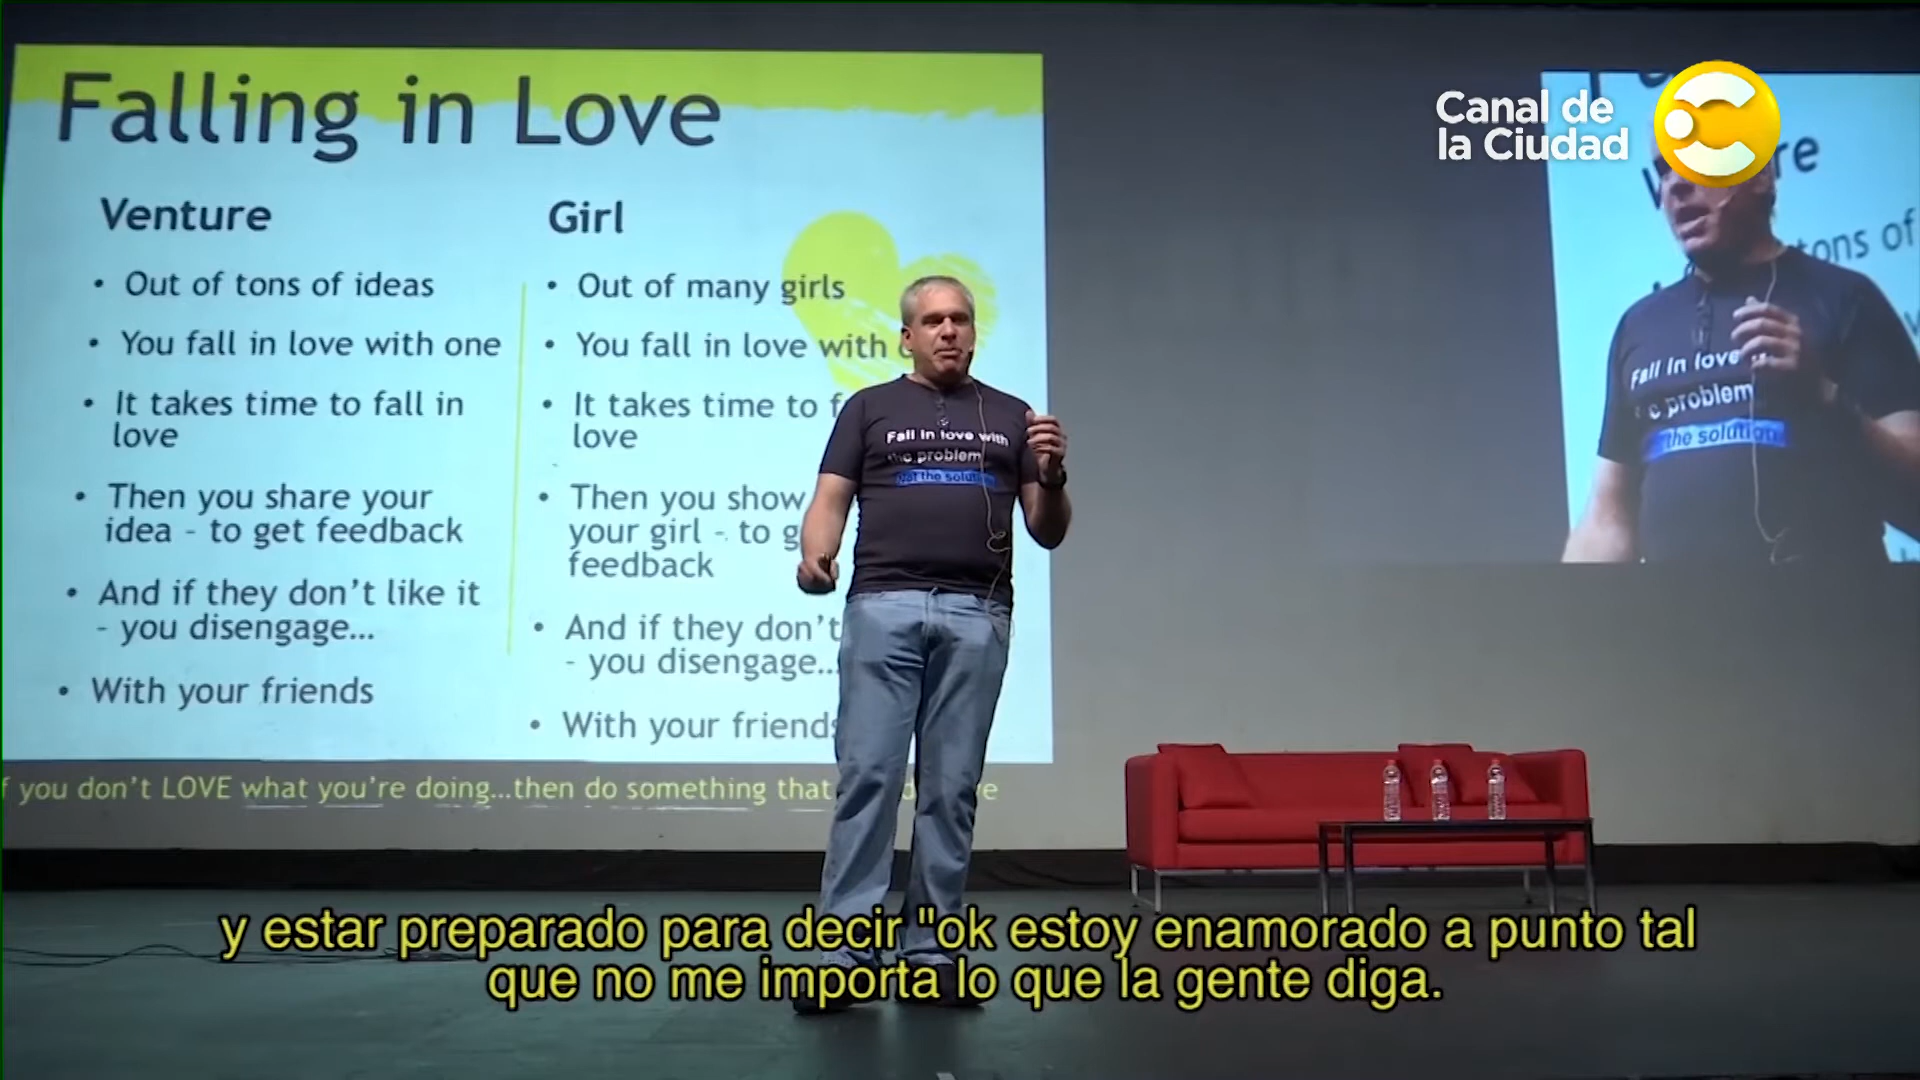 Falling in Love
Venture
• Out of tons of ideas
• You fall in love with one
• It takes time to fall in
love
• Then you share your
idea – to get feedback
• And if they don't like it
– you disengage...
• With your friends
Girl
• Out of many girls
• You fall in love with
• It takes time to
love
• Then you show
your girl – to
feedback
• And if they don't
– you disengage...
• With your friends
you don't LOVE what you're doing...then do something that
Fall in love with
problem
Not the
Canal de
la Ciudad
tons of
Fall in love
problem
the solution
y estar preparado para decir "ok estoy enamorado a punto tal
que no me importa lo que la gente diga.